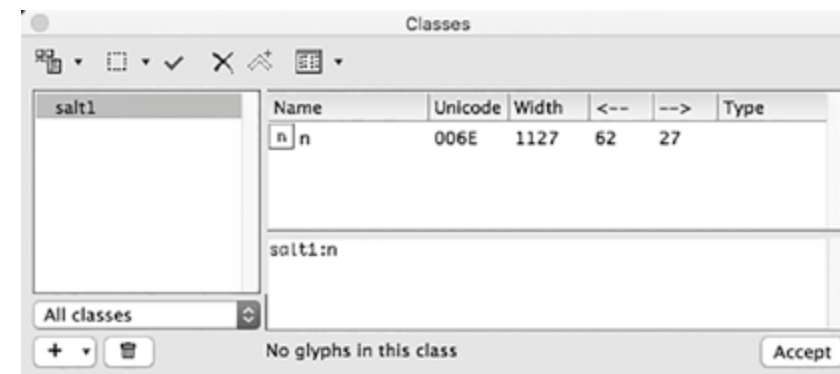 Classes
salt1
Name Unicode Width <-- --> Type
n n 006E 1127 62 27
salt1:n
All classes
No glyphs in this class
Accept